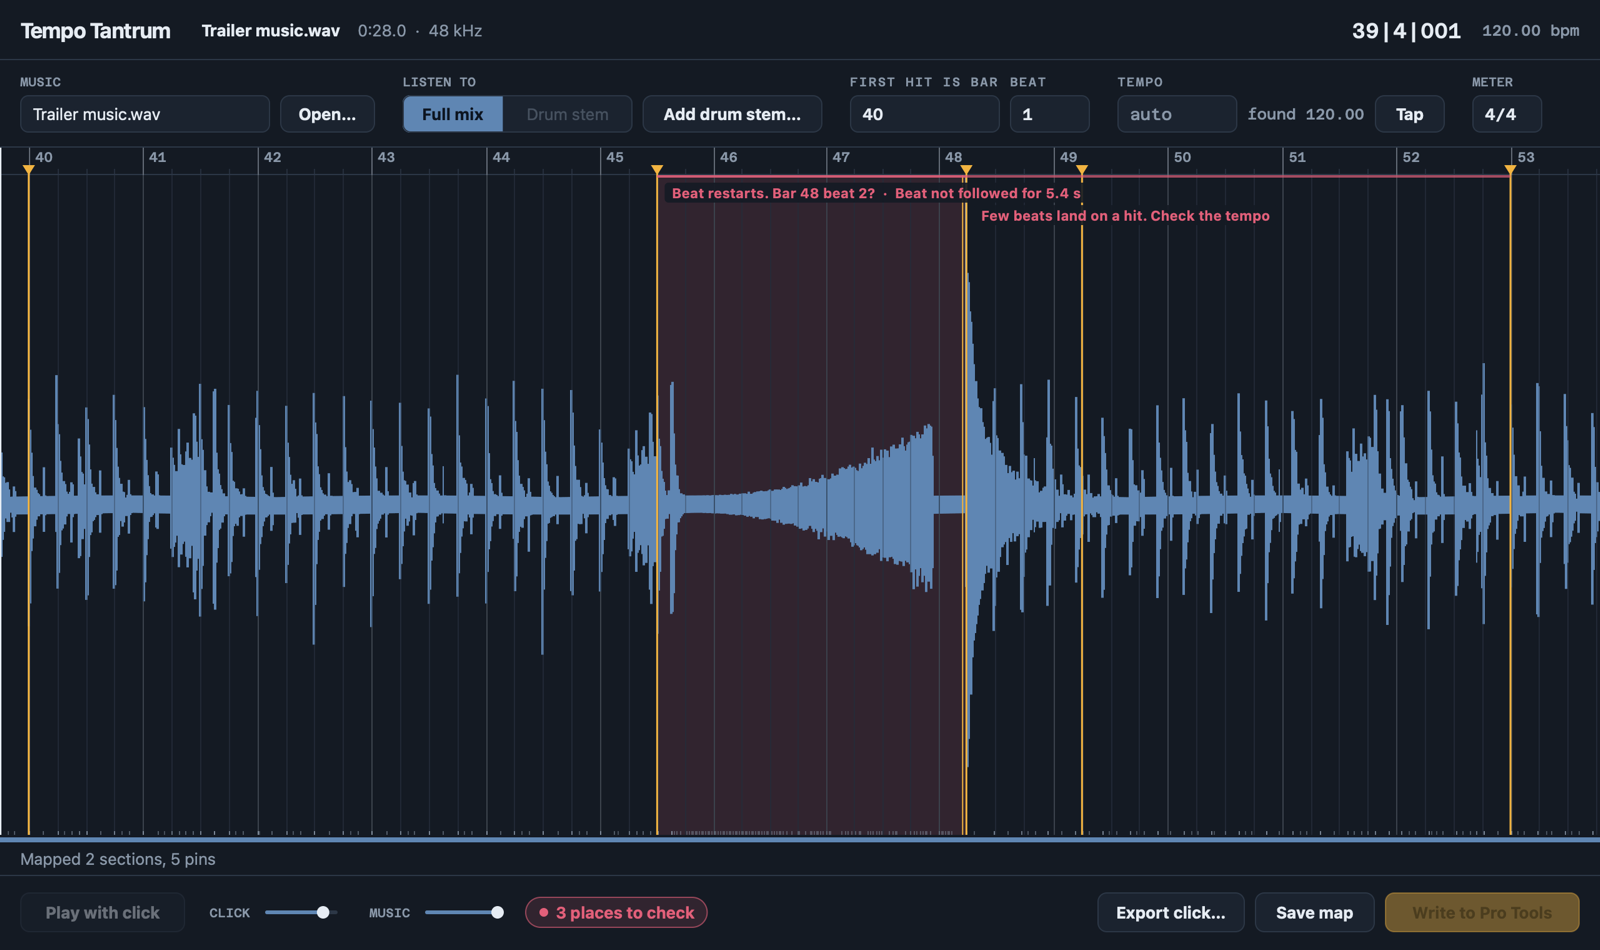 Tempo Tantrum Trailer music.wav 0:28.0 · 48 kHz 39|4|001 120.00 bpm
MUSIC LISTEN TO FIRST HIT IS BAR BEAT TEMPO METER
Trailer music.wav Open... Full mix Drum stem Add drum stem... 40 1 auto found 120.00 Tap 4/4
40 41 42 43 44 45 46 47 48 49 50 51 52 53
Beat restarts. Bar 48 beat 2? · Beat not followed for 5.4 s
Few beats land on a hit. Check the tempo
Mapped 2 sections, 5 pins
Play with click CLICK MUSIC 3 places to check Export click... Save map Write to Pro Tools